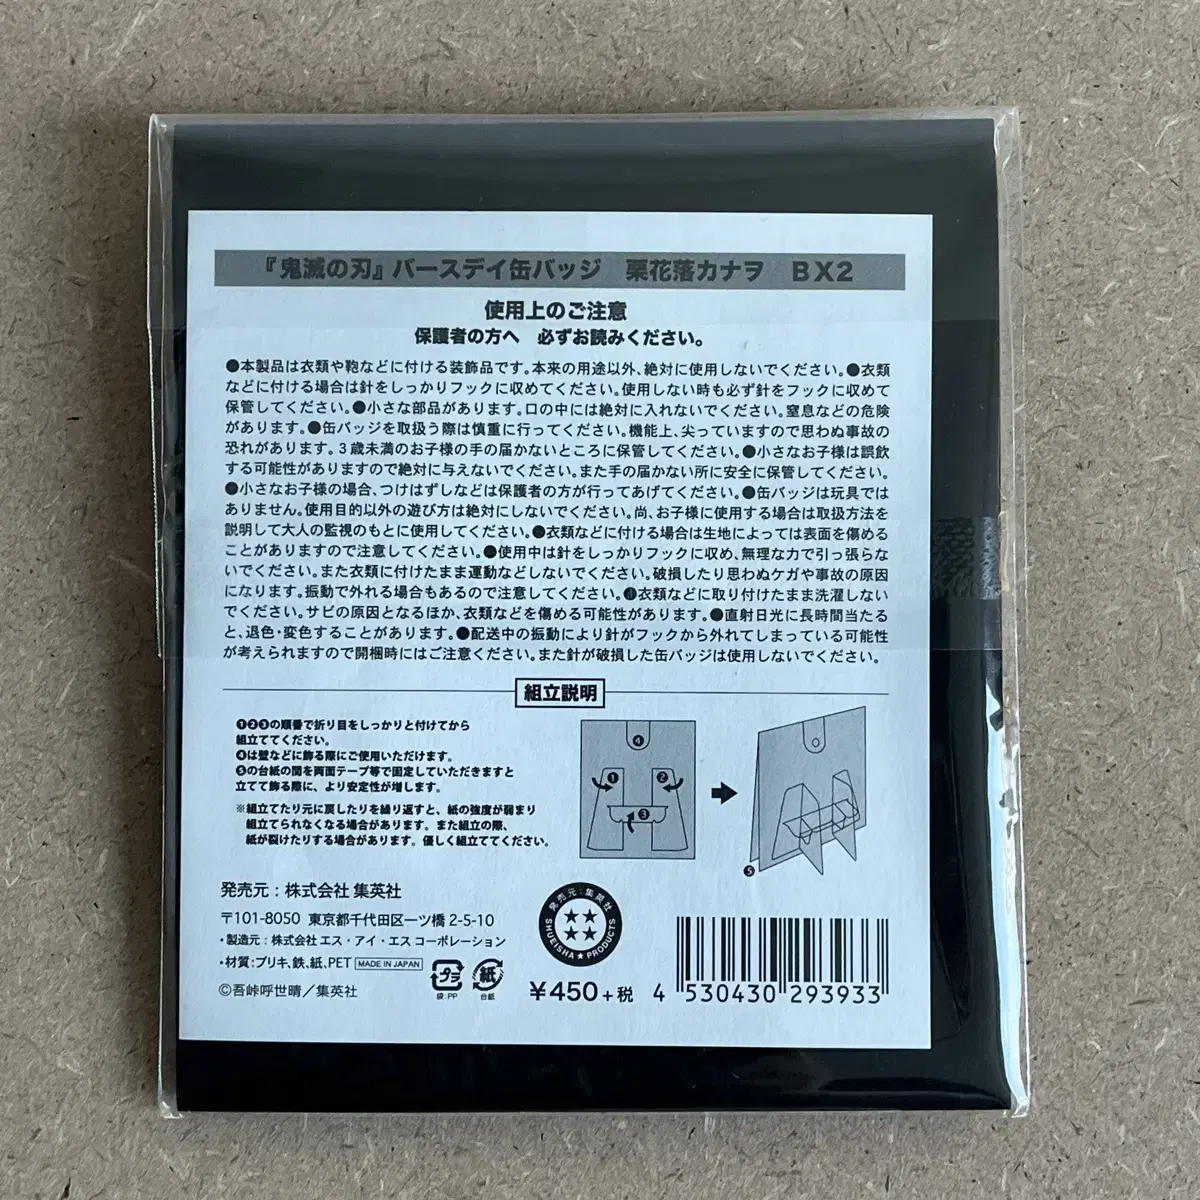 『鬼滅の刃』バースデイ缶バッジ　栗花落カナヲ　BX2
使用上のご注意
保護者の方へ　必ずお読みください。
●本製品は衣類や鞄などに付ける装飾品です。本来の用途以外、絶対に使用しないでください。●衣類
などに付ける場合は針をしっかりフックに収めてください。使用しない時も必ず針をフックに収めて
保管してください。●小さな部品があります。口の中には絶対に入れないでください。窒息などの危険
があります。●缶バッジを取扱う際は慎重に行ってください。機能上、尖っていますので思わぬ事故の
恐れがあります。3歳未満のお子様の手の届かないところに保管してください。●小さなお子様は誤飲
する可能性がありますので絶対に与えないでください。また手の届かない所に安全に保管してください。
●小さなお子様の場合、つけはずしなどは保護者の方が行ってあげてください。●缶バッジは玩具では
ありません。使用目的以外の遊び方は絶対にしないでください。尚、お子様に使用する場合は取扱方法を
説明して大人の監視のもとに使用してください。●衣類などに付ける場合は生地によっては表面を傷める
ことがありますので注意してください。●使用中は針をしっかりフックに収め、無理な力で引っ張らな
いでください。また衣類に付けたまま運動などしないでください。破損したり思わぬケガや事故の原因
になります。振動で外れる場合もあるので注意してください。●衣類などに取り付けたまま洗濯しない
でください。サビの原因となるほか、衣類などを傷める可能性があります。●直射日光に長時間当たる
と、退色・変色することがあります。●配送中の振動により針がフックから外れてしまっている可能性
が考えられますので開梱時にはご注意ください。また針が破損した缶バッジは使用しないでください。
組立説明
❶❷❸の順番で折り目をしっかりと付けてから
組立ててください。
❹は壁などに飾る際にご使用いただけます。
❺の台紙の間を両面テープ等で固定していただきますと
立てて飾る際に、より安定性が増します。
※組立てたり元に戻したりを繰り返すと、紙の強度が弱まり
組立てられなくなる場合があります。また組立の際、
紙が裂けたりする場合があります。優しく組立ててください。
❹
❶ ❷
❸
❺
発売元：株式会社 集英社
〒101-8050 東京都千代田区一ツ橋 2-5-10
・製造元：株式会社 エス・アイ・エス コーポレーション
・材質：ブリキ、鉄、紙、PET MADE IN JAPAN
プラ
袋：PP
紙
台紙
©吾峠呼世晴／集英社
発売元：集英社
SHUEISHA★PRODUCTS
¥450+税
4 530430 293933